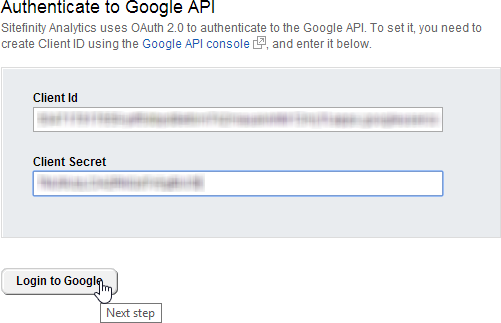 Authenticate to Google API
Sitefinity Analytics uses OAuth 2.0 to authenticate to the Google API. To set it, you need to
create Client ID using the Google API console, and enter it below.
Client Id
Client Secret
Login to Google
Next step